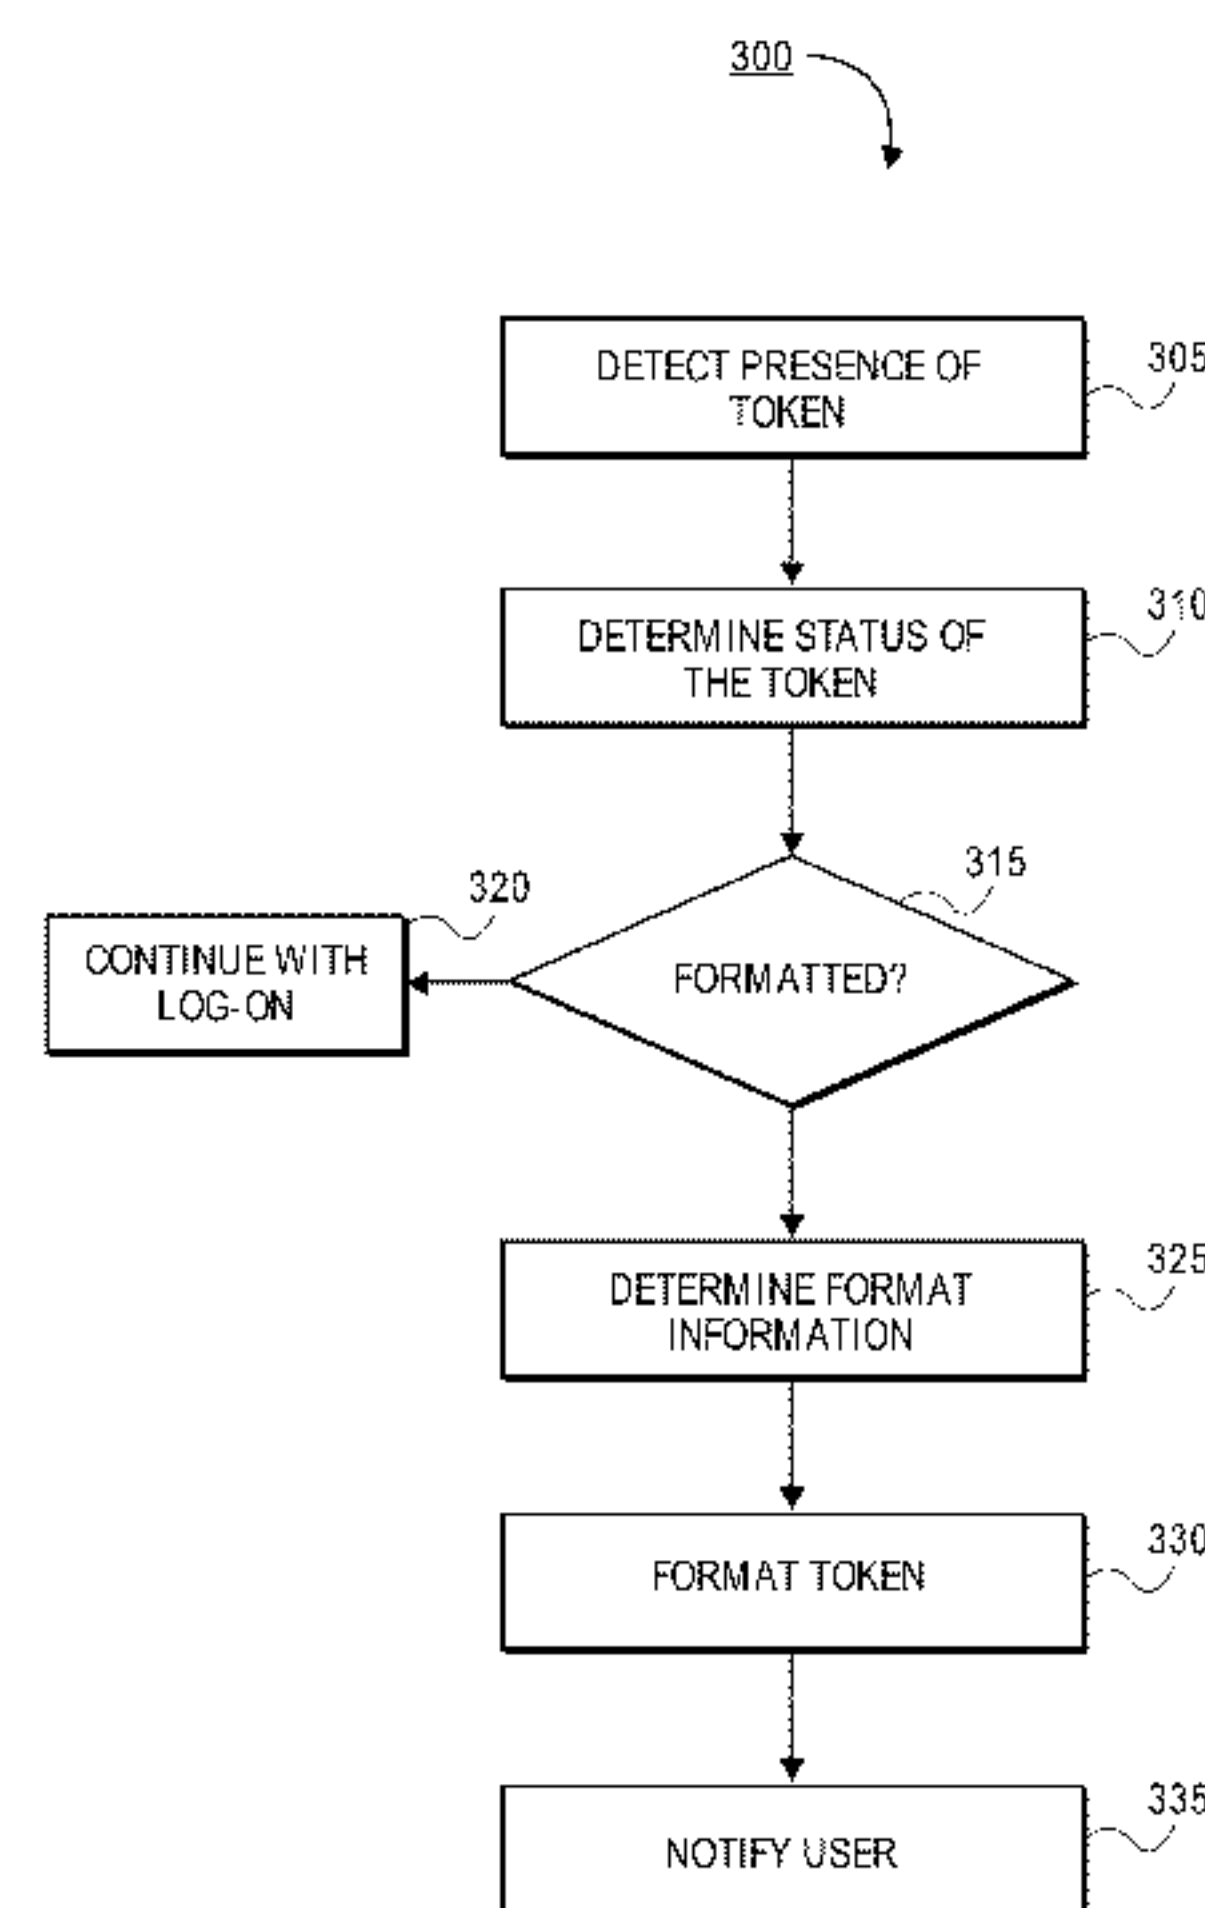 300
DETECT PRESENCE OF
TOKEN
305
DETERMINE STATUS OF
THE TOKEN
310
315
FORMATTED?
320
CONTINUE WITH
LOG-ON
DETERMINE FORMAT
INFORMATION
325
FORMAT TOKEN
330
NOTIFY USER
335